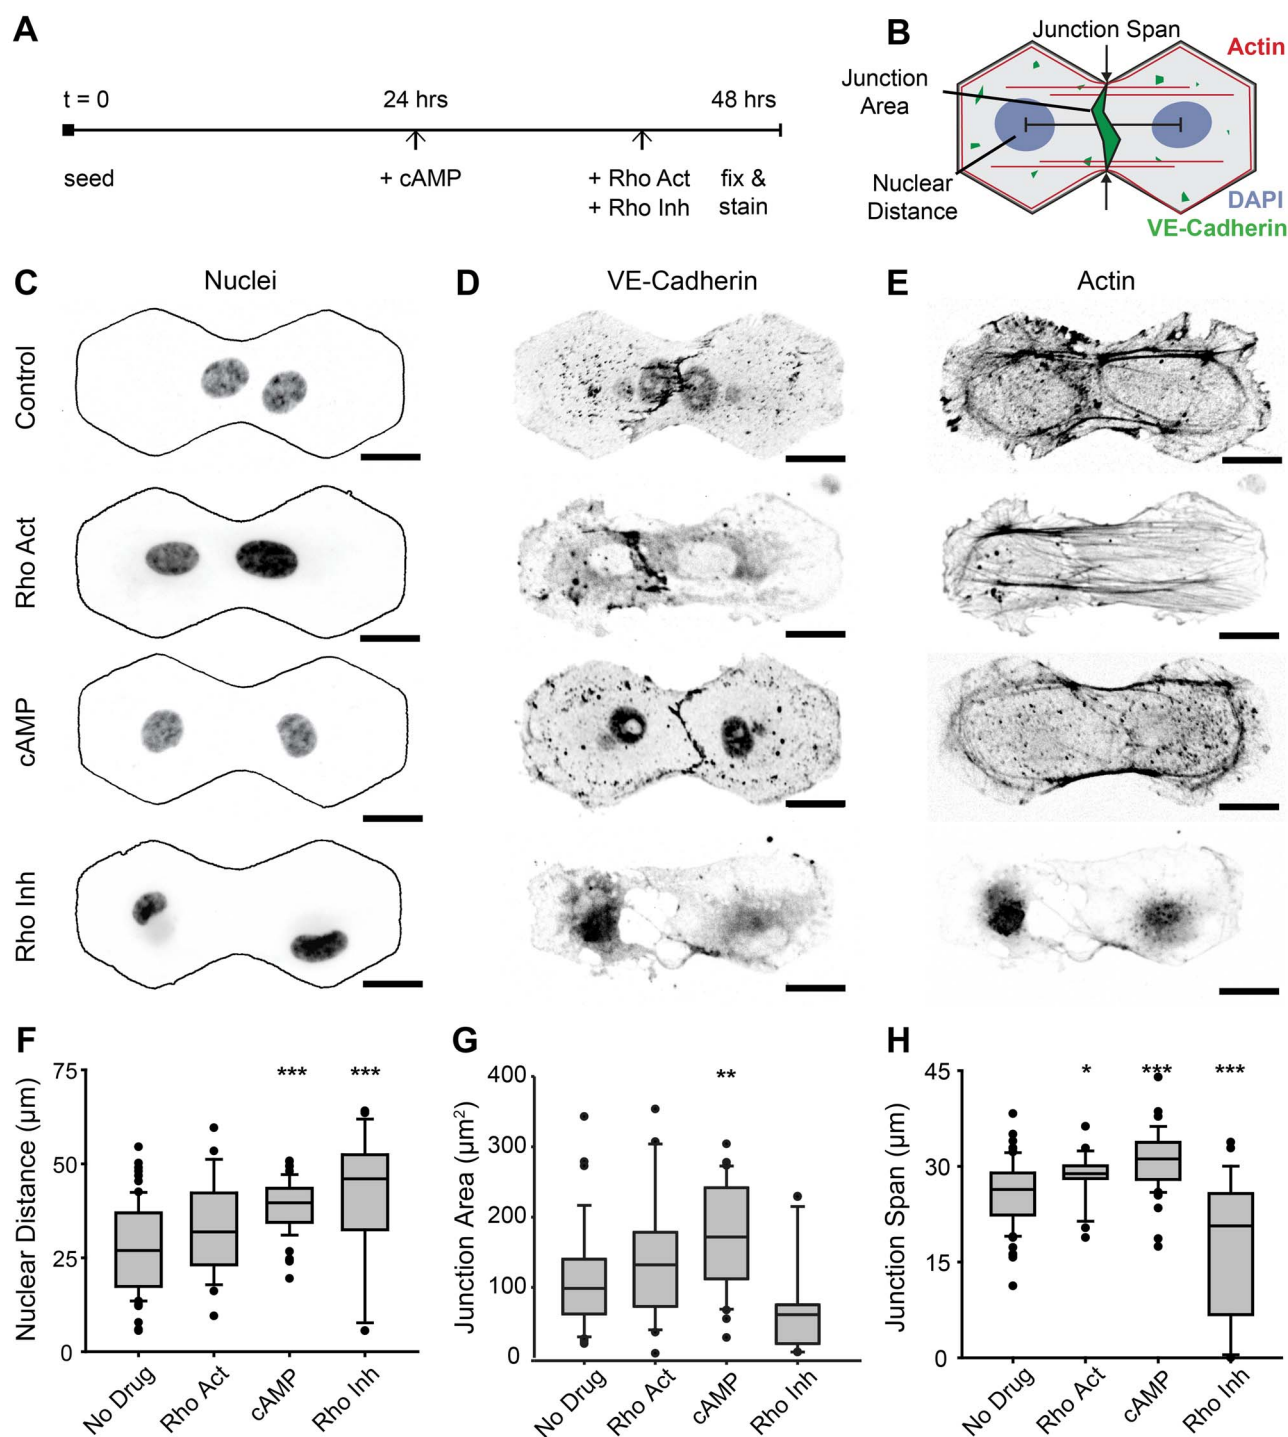 A
t = 0
24 hrs
48 hrs
seed
+ cAMP
+ Rho Act
+ Rho Inh
fix &
stain
B
Junction Span
Actin
Junction
Area
Nuclear
Distance
DAPI
VE-Cadherin
C
Nuclei
D
VE-Cadherin
E
Actin
Control
Rho Act
cAMP
Rho Inh
F
Nuclear Distance (µm)
75
50
25
0
***
***
No Drug
Rho Act
cAMP
Rho Inh
G
Junction Area (µm²)
400
300
200
100
0
**
No Drug
Rho Act
cAMP
Rho Inh
H
Junction Span (µm)
45
30
15
0
*
***
***
No Drug
Rho Act
cAMP
Rho Inh